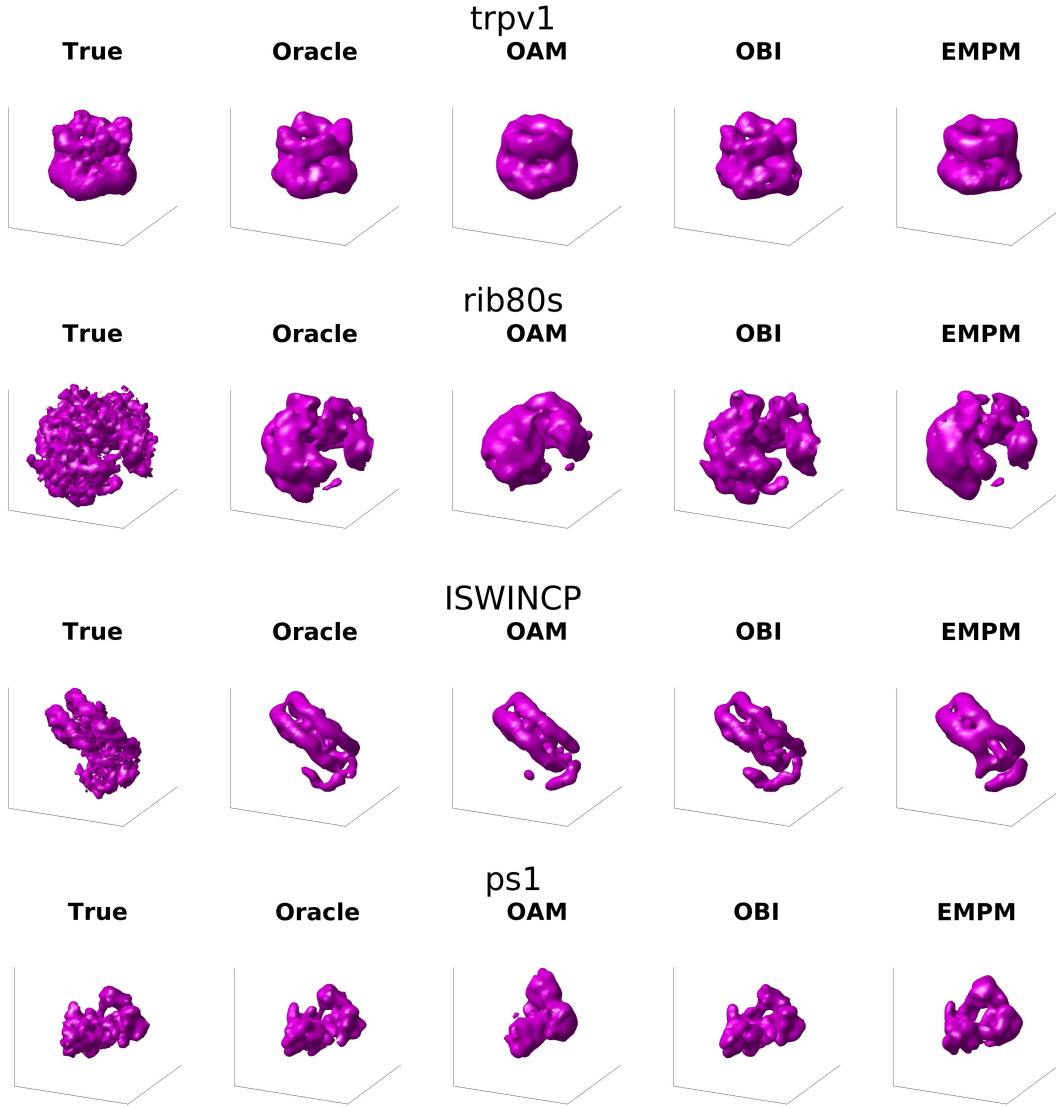 trpv1
True Oracle OAM OBI EMPM
rib80s
True Oracle OAM OBI EMPM
ISWINCP
True Oracle OAM OBI EMPM
ps1
True Oracle OAM OBI EMPM